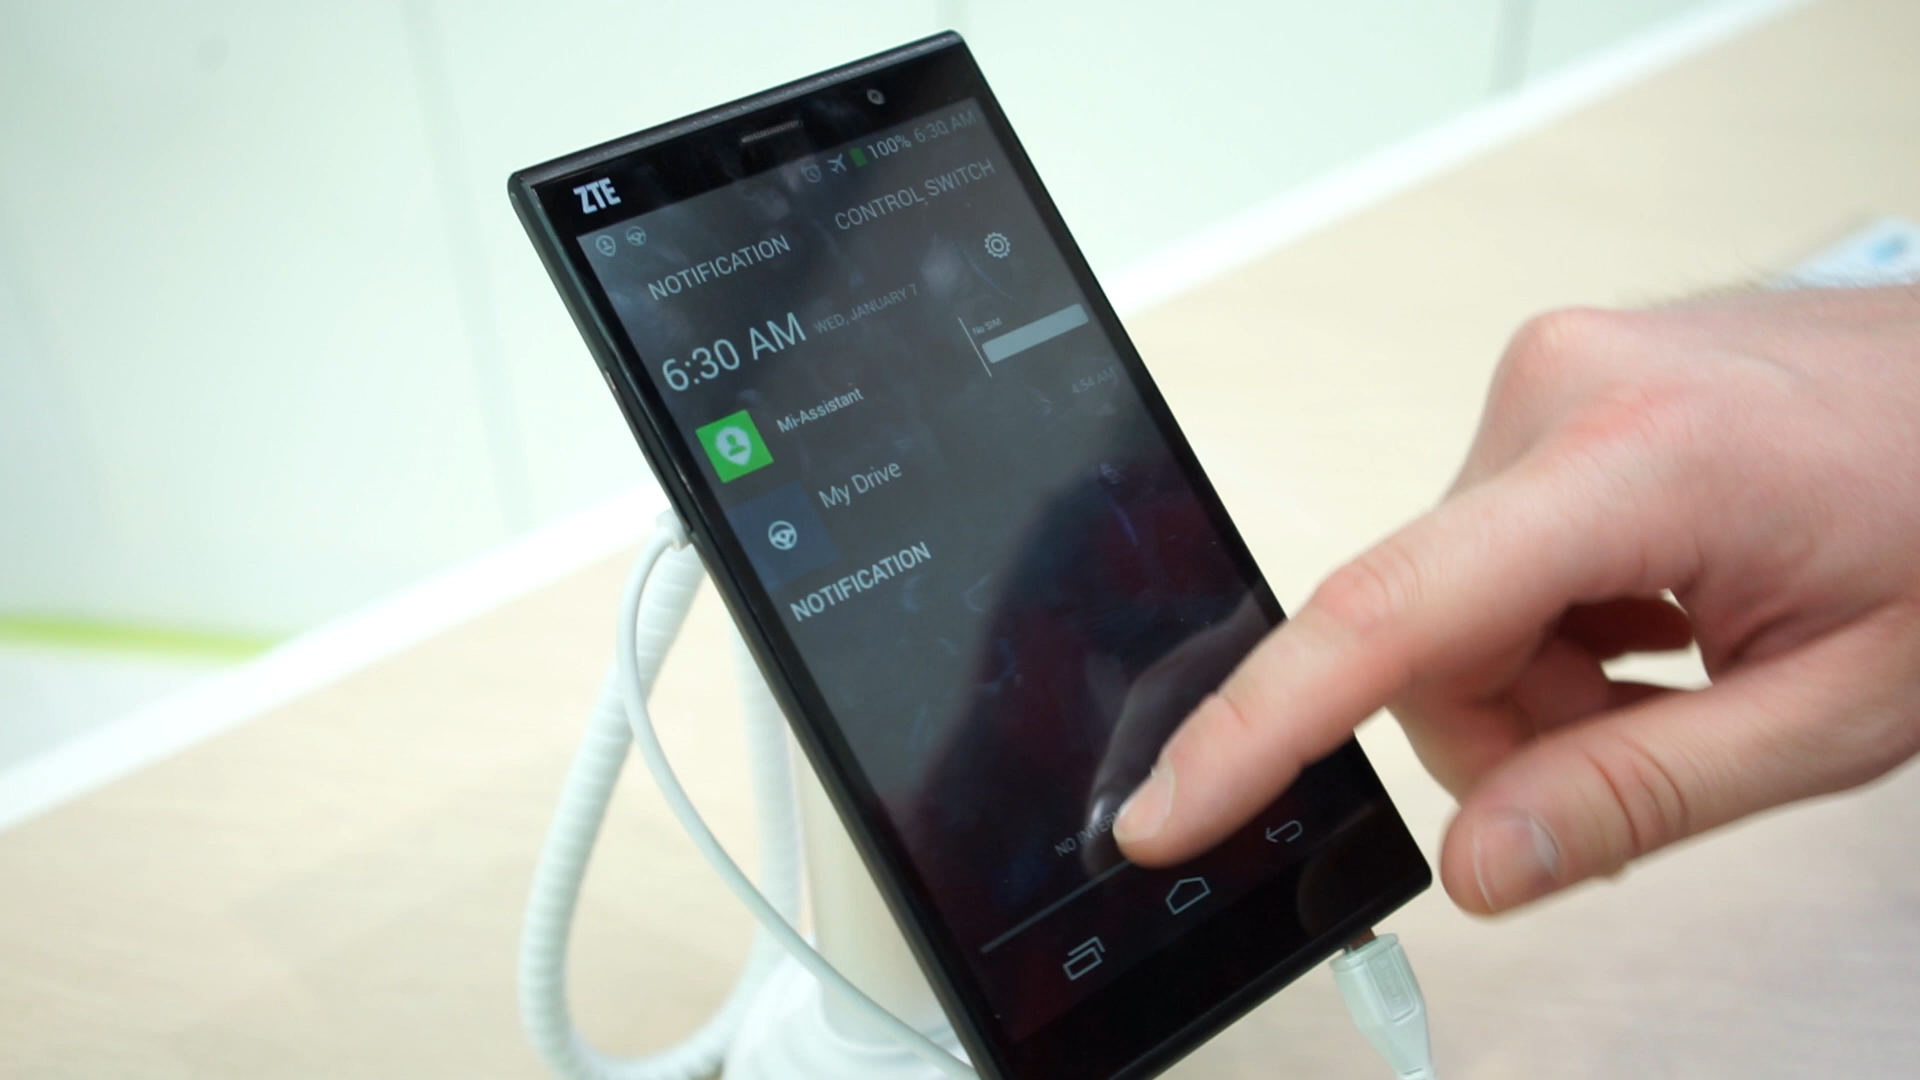 ZTE
100% 6:30 AM
NOTIFICATION
CONTROL SWITCH
6:30 AM WED, JANUARY 7
No SIM
Mi-Assistant
4:54 AM
My Drive
NOTIFICATION
NO